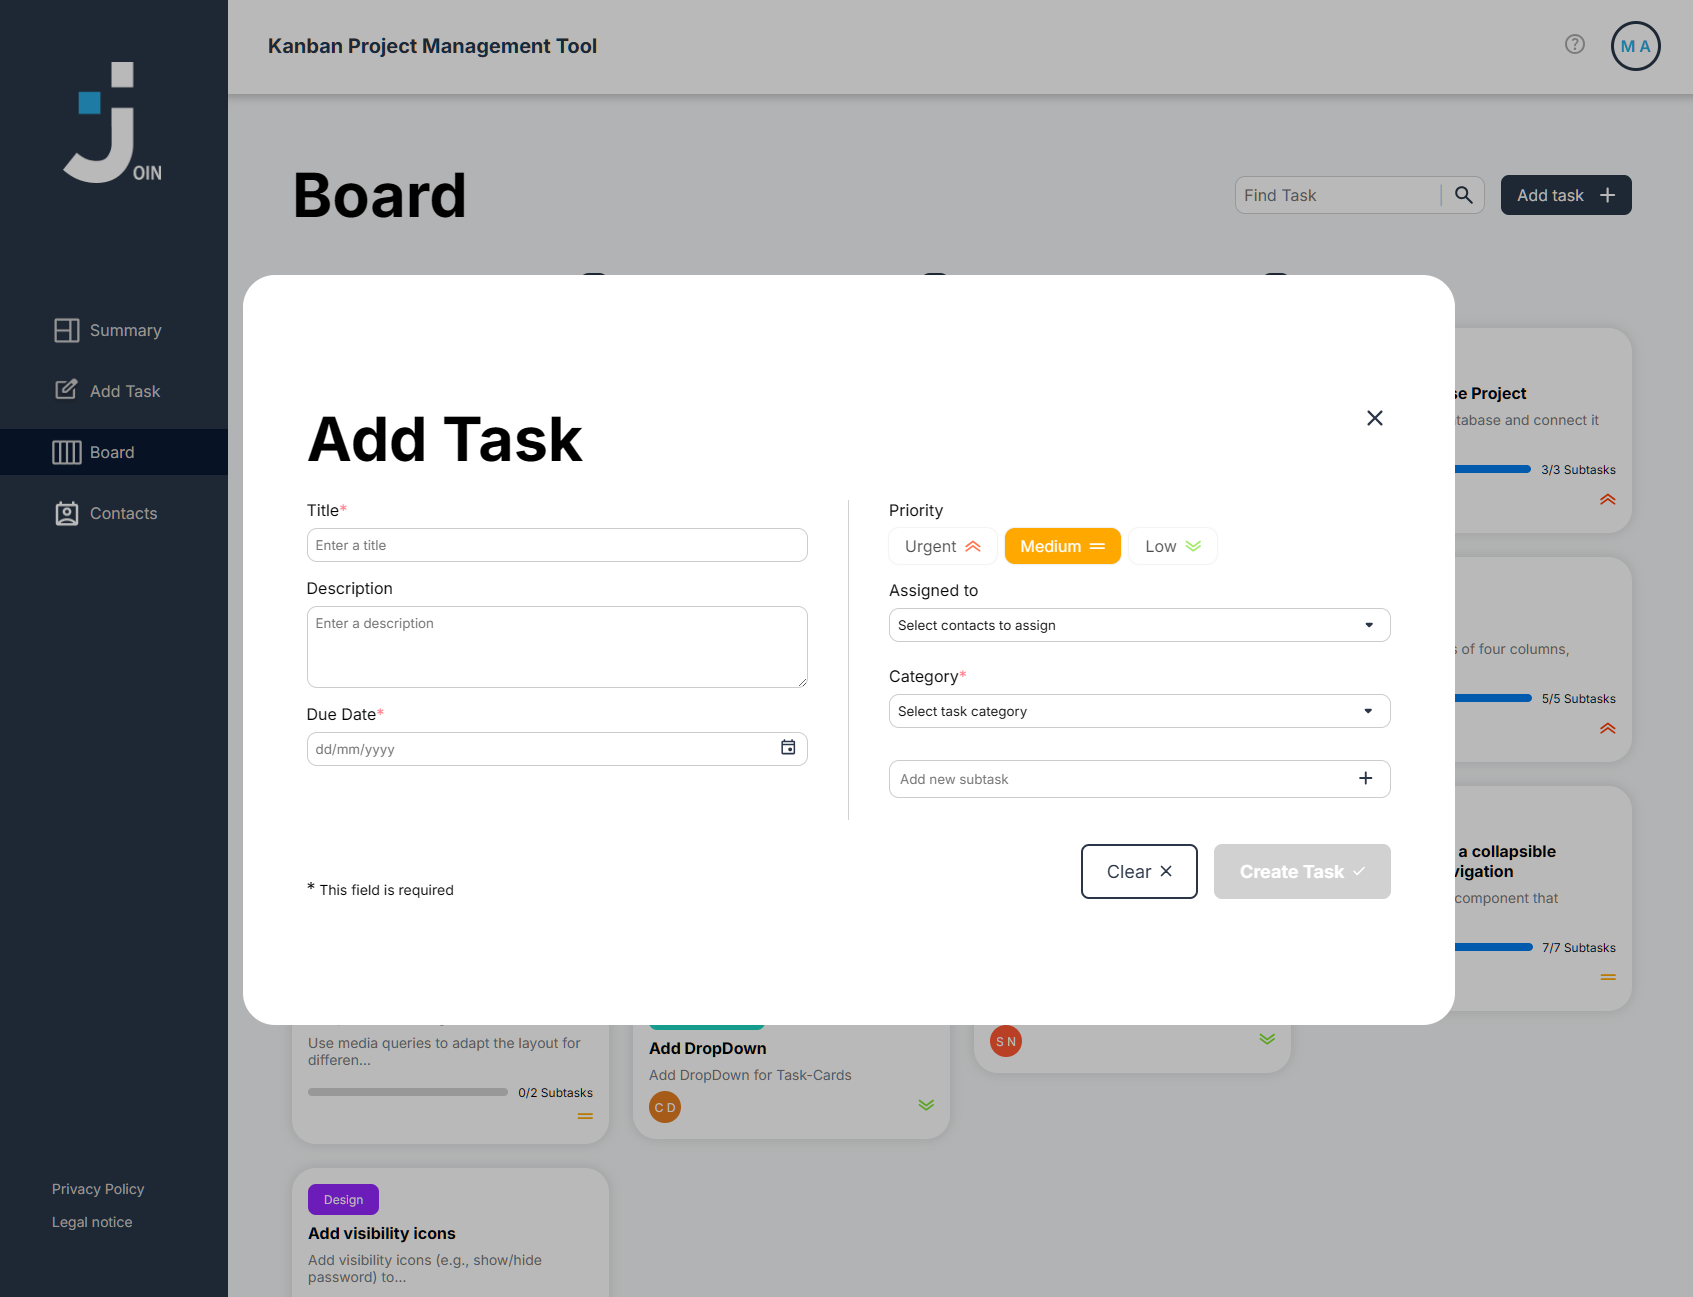 Kanban Project Management Tool
M A
OIN
Board
Find Task
Add task
Summary
Add Task
Board
Contacts
Privacy Policy
Legal notice
Add Task
Title*
Enter a title
Description
Enter a description
Due Date*
dd/mm/yyyy
* This field is required
Priority
Urgent
Medium
Low
Assigned to
Select contacts to assign
Category*
Select task category
Add new subtask
Clear
Create Task
Project
and connect it
3/3 Subtasks
of four columns,
5/5 Subtasks
a collapsible
component that
7/7 Subtasks
Use media queries to adapt the layout for
differen...
0/2 Subtasks
Design
Add visibility icons
Add visibility icons (e.g., show/hide
password) to...
Add DropDown
Add DropDown for Task-Cards
C D
S N